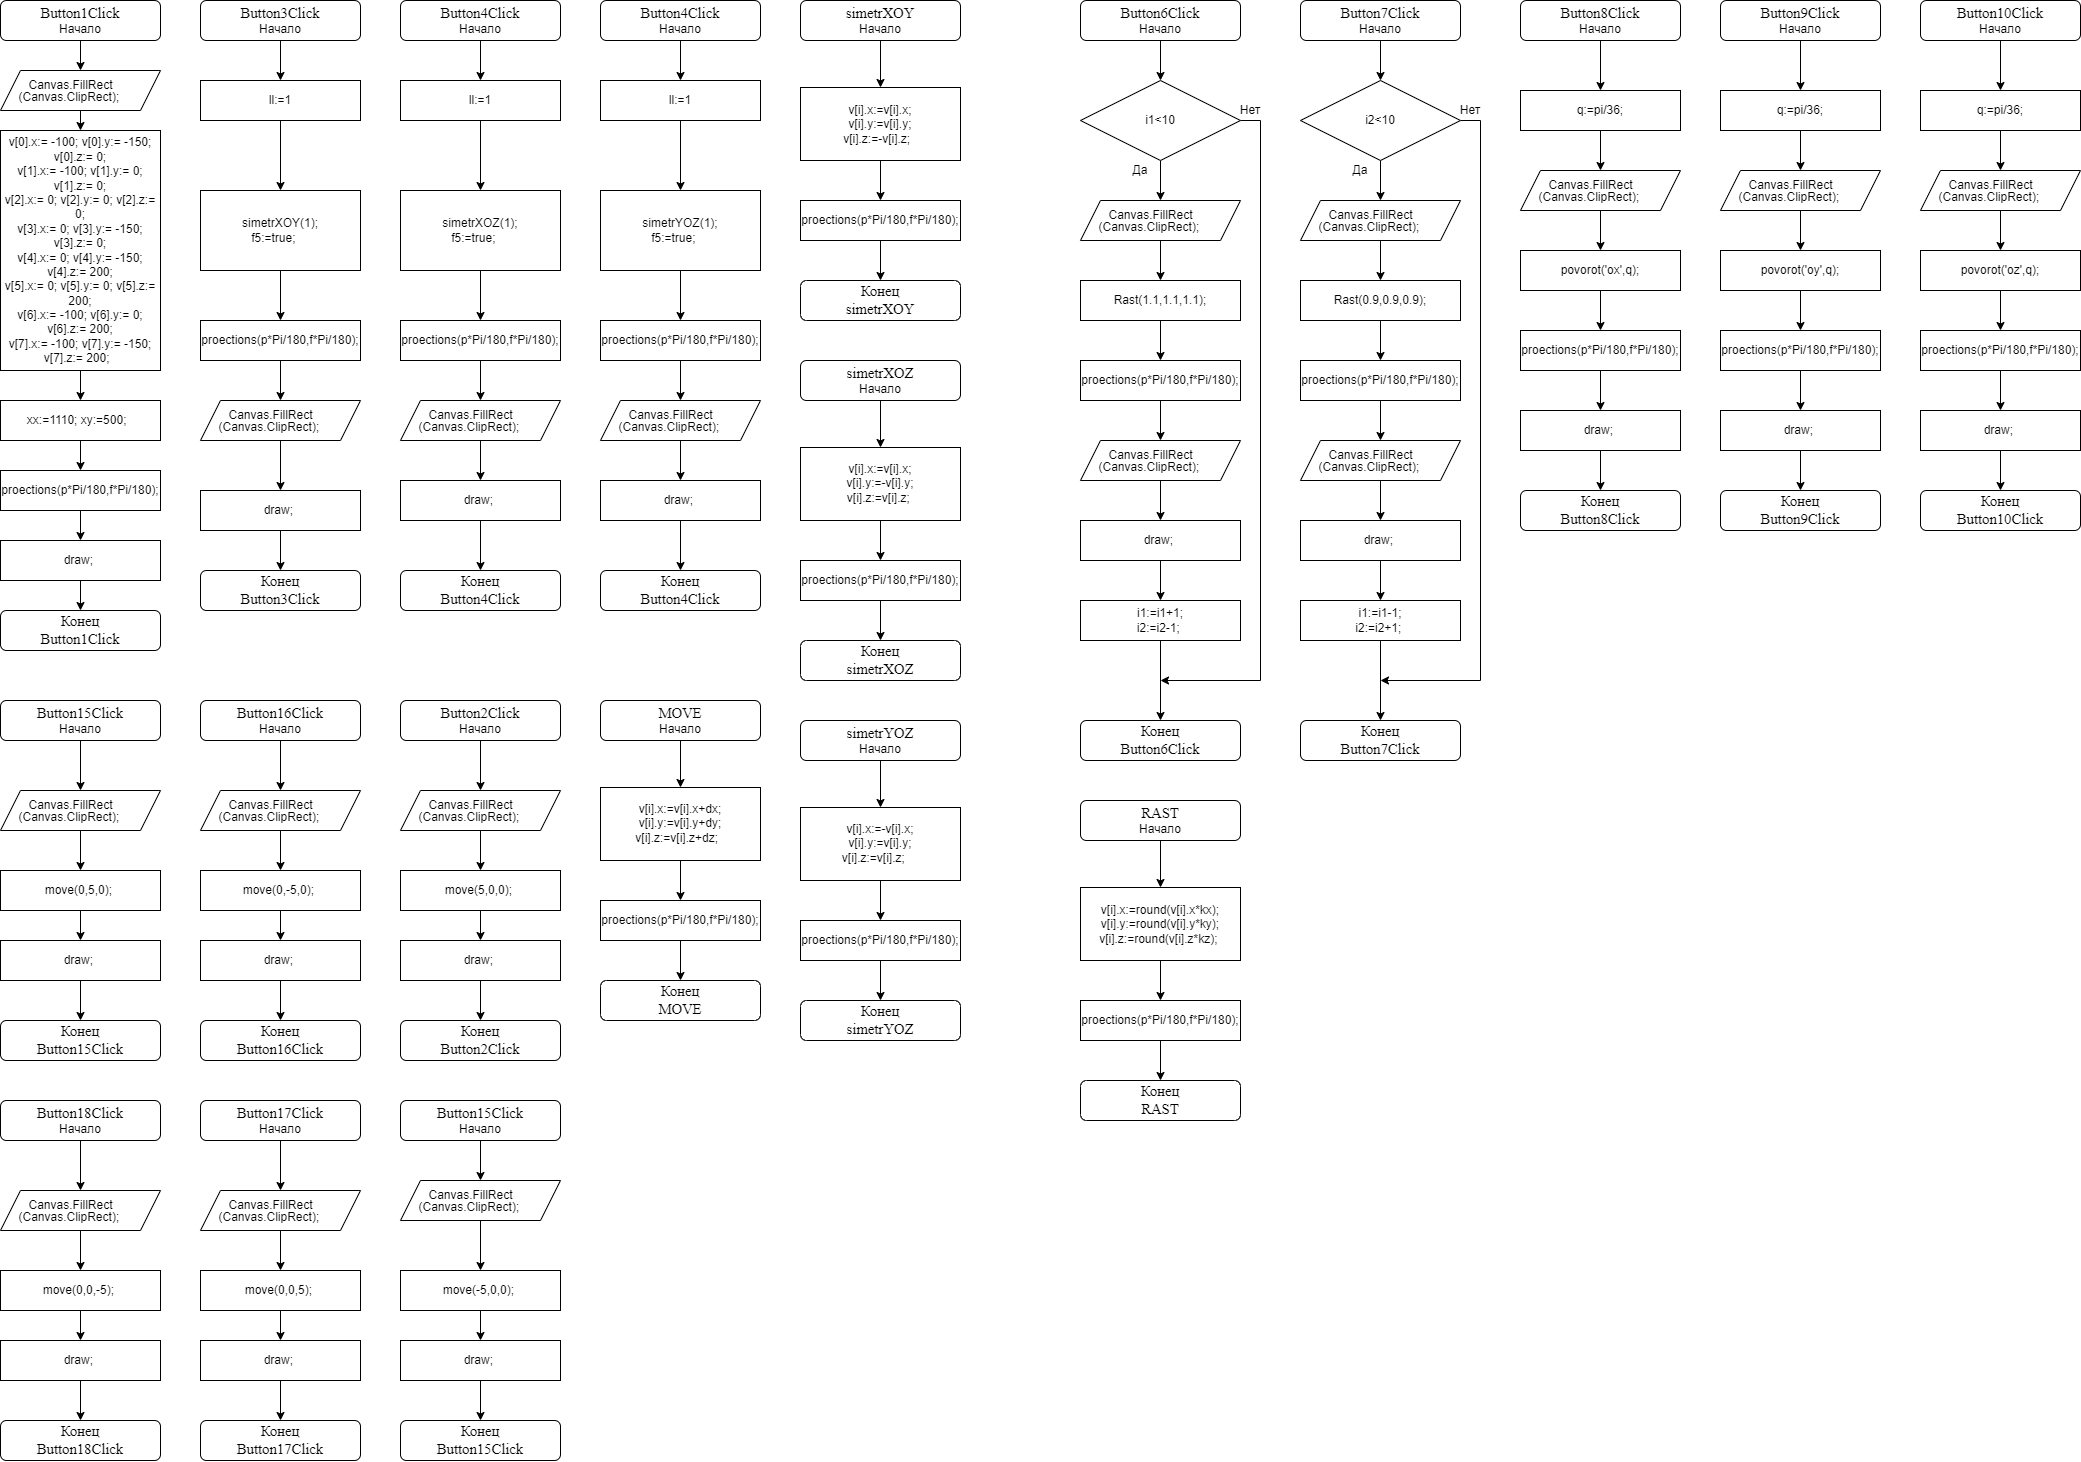 Button1Click
Начало
Canvas.FillRect
(Canvas.ClipRect);
v[0].x:= -100; v[0].y:= -150;
v[0].z:= 0;
v[1].x:= -100; v[1].y:= 0;
v[1].z:= 0;
v[2].x:= 0; v[2].y:= 0; v[2].z:=
0;
v[3].x:= 0; v[3].y:= -150;
v[3].z:= 0;
v[4].x:= 0; v[4].y:= -150;
v[4].z:= 200;
v[5].x:= 0; v[5].y:= 0; v[5].z:=
200;
v[6].x:= -100; v[6].y:= 0;
v[6].z:= 200;
v[7].x:= -100; v[7].y:= -150;
v[7].z:= 200;
xx:=1110; xy:=500;
proections(p*Pi/180,f*Pi/180);
draw;
Конец
Button1Click
Button3Click
Начало
ll:=1
simetrXOY(1);
f5:=true;
proections(p*Pi/180,f*Pi/180);
Canvas.FillRect
(Canvas.ClipRect);
draw;
Конец
Button3Click
Button4Click
Начало
ll:=1
simetrXOZ(1);
f5:=true;
proections(p*Pi/180,f*Pi/180);
Canvas.FillRect
(Canvas.ClipRect);
draw;
Конец
Button4Click
Button4Click
Начало
ll:=1
simetrYOZ(1);
f5:=true;
proections(p*Pi/180,f*Pi/180);
Canvas.FillRect
(Canvas.ClipRect);
draw;
Конец
Button4Click
simetrXOY
Начало
v[i].x:=v[i].x;
v[i].y:=v[i].y;
v[i].z:=-v[i].z;
proections(p*Pi/180,f*Pi/180);
Конец
simetrXOY
simetrXOZ
Начало
v[i].x:=v[i].x;
v[i].y:=-v[i].y;
v[i].z:=v[i].z;
proections(p*Pi/180,f*Pi/180);
Конец
simetrXOZ
simetrYOZ
Начало
v[i].x:=-v[i].x;
v[i].y:=v[i].y;
v[i].z:=v[i].z;
proections(p*Pi/180,f*Pi/180);
Конец
simetrYOZ
Button6Click
Начало
i1<10
Нет
Да
Canvas.FillRect
(Canvas.ClipRect);
Rast(1.1,1.1,1.1);
proections(p*Pi/180,f*Pi/180);
Canvas.FillRect
(Canvas.ClipRect);
draw;
i1:=i1+1;
i2:=i2-1;
Конец
Button6Click
Button7Click
Начало
i2<10
Нет
Да
Canvas.FillRect
(Canvas.ClipRect);
Rast(0.9,0.9,0.9);
proections(p*Pi/180,f*Pi/180);
Canvas.FillRect
(Canvas.ClipRect);
draw;
i1:=i1-1;
i2:=i2+1;
Конец
Button7Click
Button8Click
Начало
q:=pi/36;
Canvas.FillRect
(Canvas.ClipRect);
povorot('ox',q);
proections(p*Pi/180,f*Pi/180);
draw;
Конец
Button8Click
Button9Click
Начало
q:=pi/36;
Canvas.FillRect
(Canvas.ClipRect);
povorot('oy',q);
proections(p*Pi/180,f*Pi/180);
draw;
Конец
Button9Click
Button10Click
Начало
q:=pi/36;
Canvas.FillRect
(Canvas.ClipRect);
povorot('oz',q);
proections(p*Pi/180,f*Pi/180);
draw;
Конец
Button10Click
Button15Click
Начало
Canvas.FillRect
(Canvas.ClipRect);
move(0,5,0);
draw;
Конец
Button15Click
Button16Click
Начало
Canvas.FillRect
(Canvas.ClipRect);
move(0,-5,0);
draw;
Конец
Button16Click
Button2Click
Начало
Canvas.FillRect
(Canvas.ClipRect);
move(5,0,0);
draw;
Конец
Button2Click
MOVE
Начало
v[i].x:=v[i].x+dx;
v[i].y:=v[i].y+dy;
v[i].z:=v[i].z+dz;
proections(p*Pi/180,f*Pi/180);
Конец
MOVE
RAST
Начало
v[i].x:=round(v[i].x*kx);
v[i].y:=round(v[i].y*ky);
v[i].z:=round(v[i].z*kz);
proections(p*Pi/180,f*Pi/180);
Конец
RAST
Button18Click
Начало
Canvas.FillRect
(Canvas.ClipRect);
move(0,0,-5);
draw;
Конец
Button18Click
Button17Click
Начало
Canvas.FillRect
(Canvas.ClipRect);
move(0,0,5);
draw;
Конец
Button17Click
Button15Click
Начало
Canvas.FillRect
(Canvas.ClipRect);
move(-5,0,0);
draw;
Конец
Button15Click